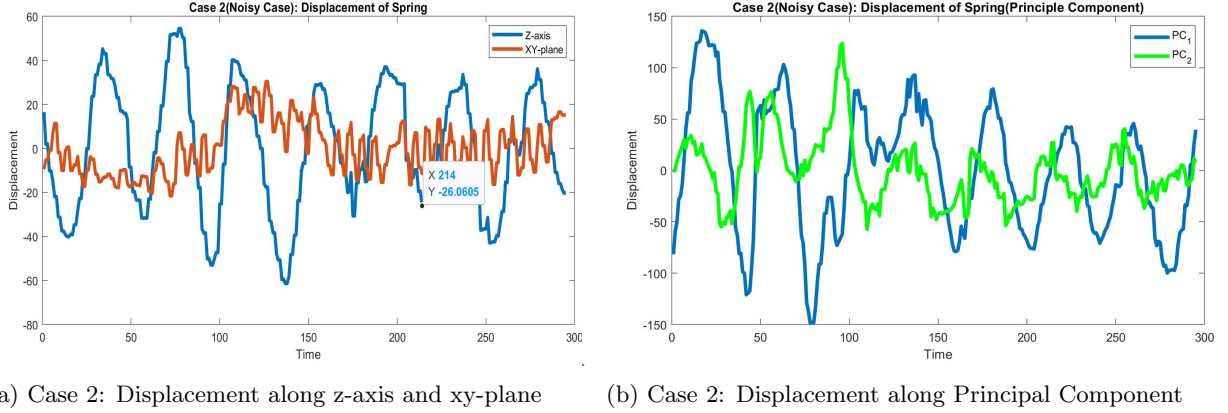 Case 2(Noisy Case): Displacement of Spring
60
40
20
0
-20
-40
-60
-80
Displacement
Z-axis
XY-plane
X 214
Y -26.0605
0
50
100
150
200
250
300
Time
a) Case 2: Displacement along z-axis and xy-plane
Case 2(Noisy Case): Displacement of Spring(Principle Component)
150
100
50
0
-50
-100
-150
Displacement
PC1
PC2
0
50
100
150
200
250
300
Time
(b) Case 2: Displacement along Principal Component